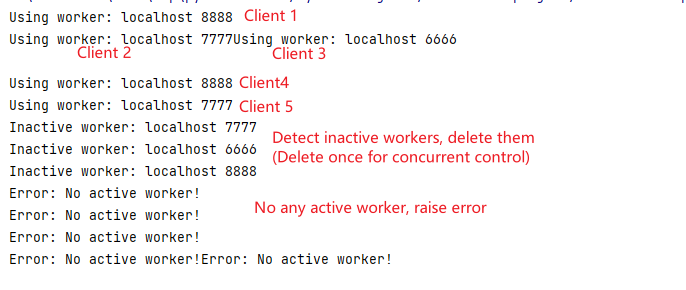 Using worker: localhost 8888 Client 1
Using worker: localhost 7777Using worker: localhost 6666
Client 2 Client 3
Using worker: localhost 8888 Client4
Using worker: localhost 7777 Client 5
Inactive worker: localhost 7777
Inactive worker: localhost 6666
Inactive worker: localhost 8888
Detect inactive workers, delete them
(Delete once for concurrent control)
Error: No active worker!
Error: No active worker!
Error: No active worker!
Error: No active worker!Error: No active worker!
No any active worker, raise error